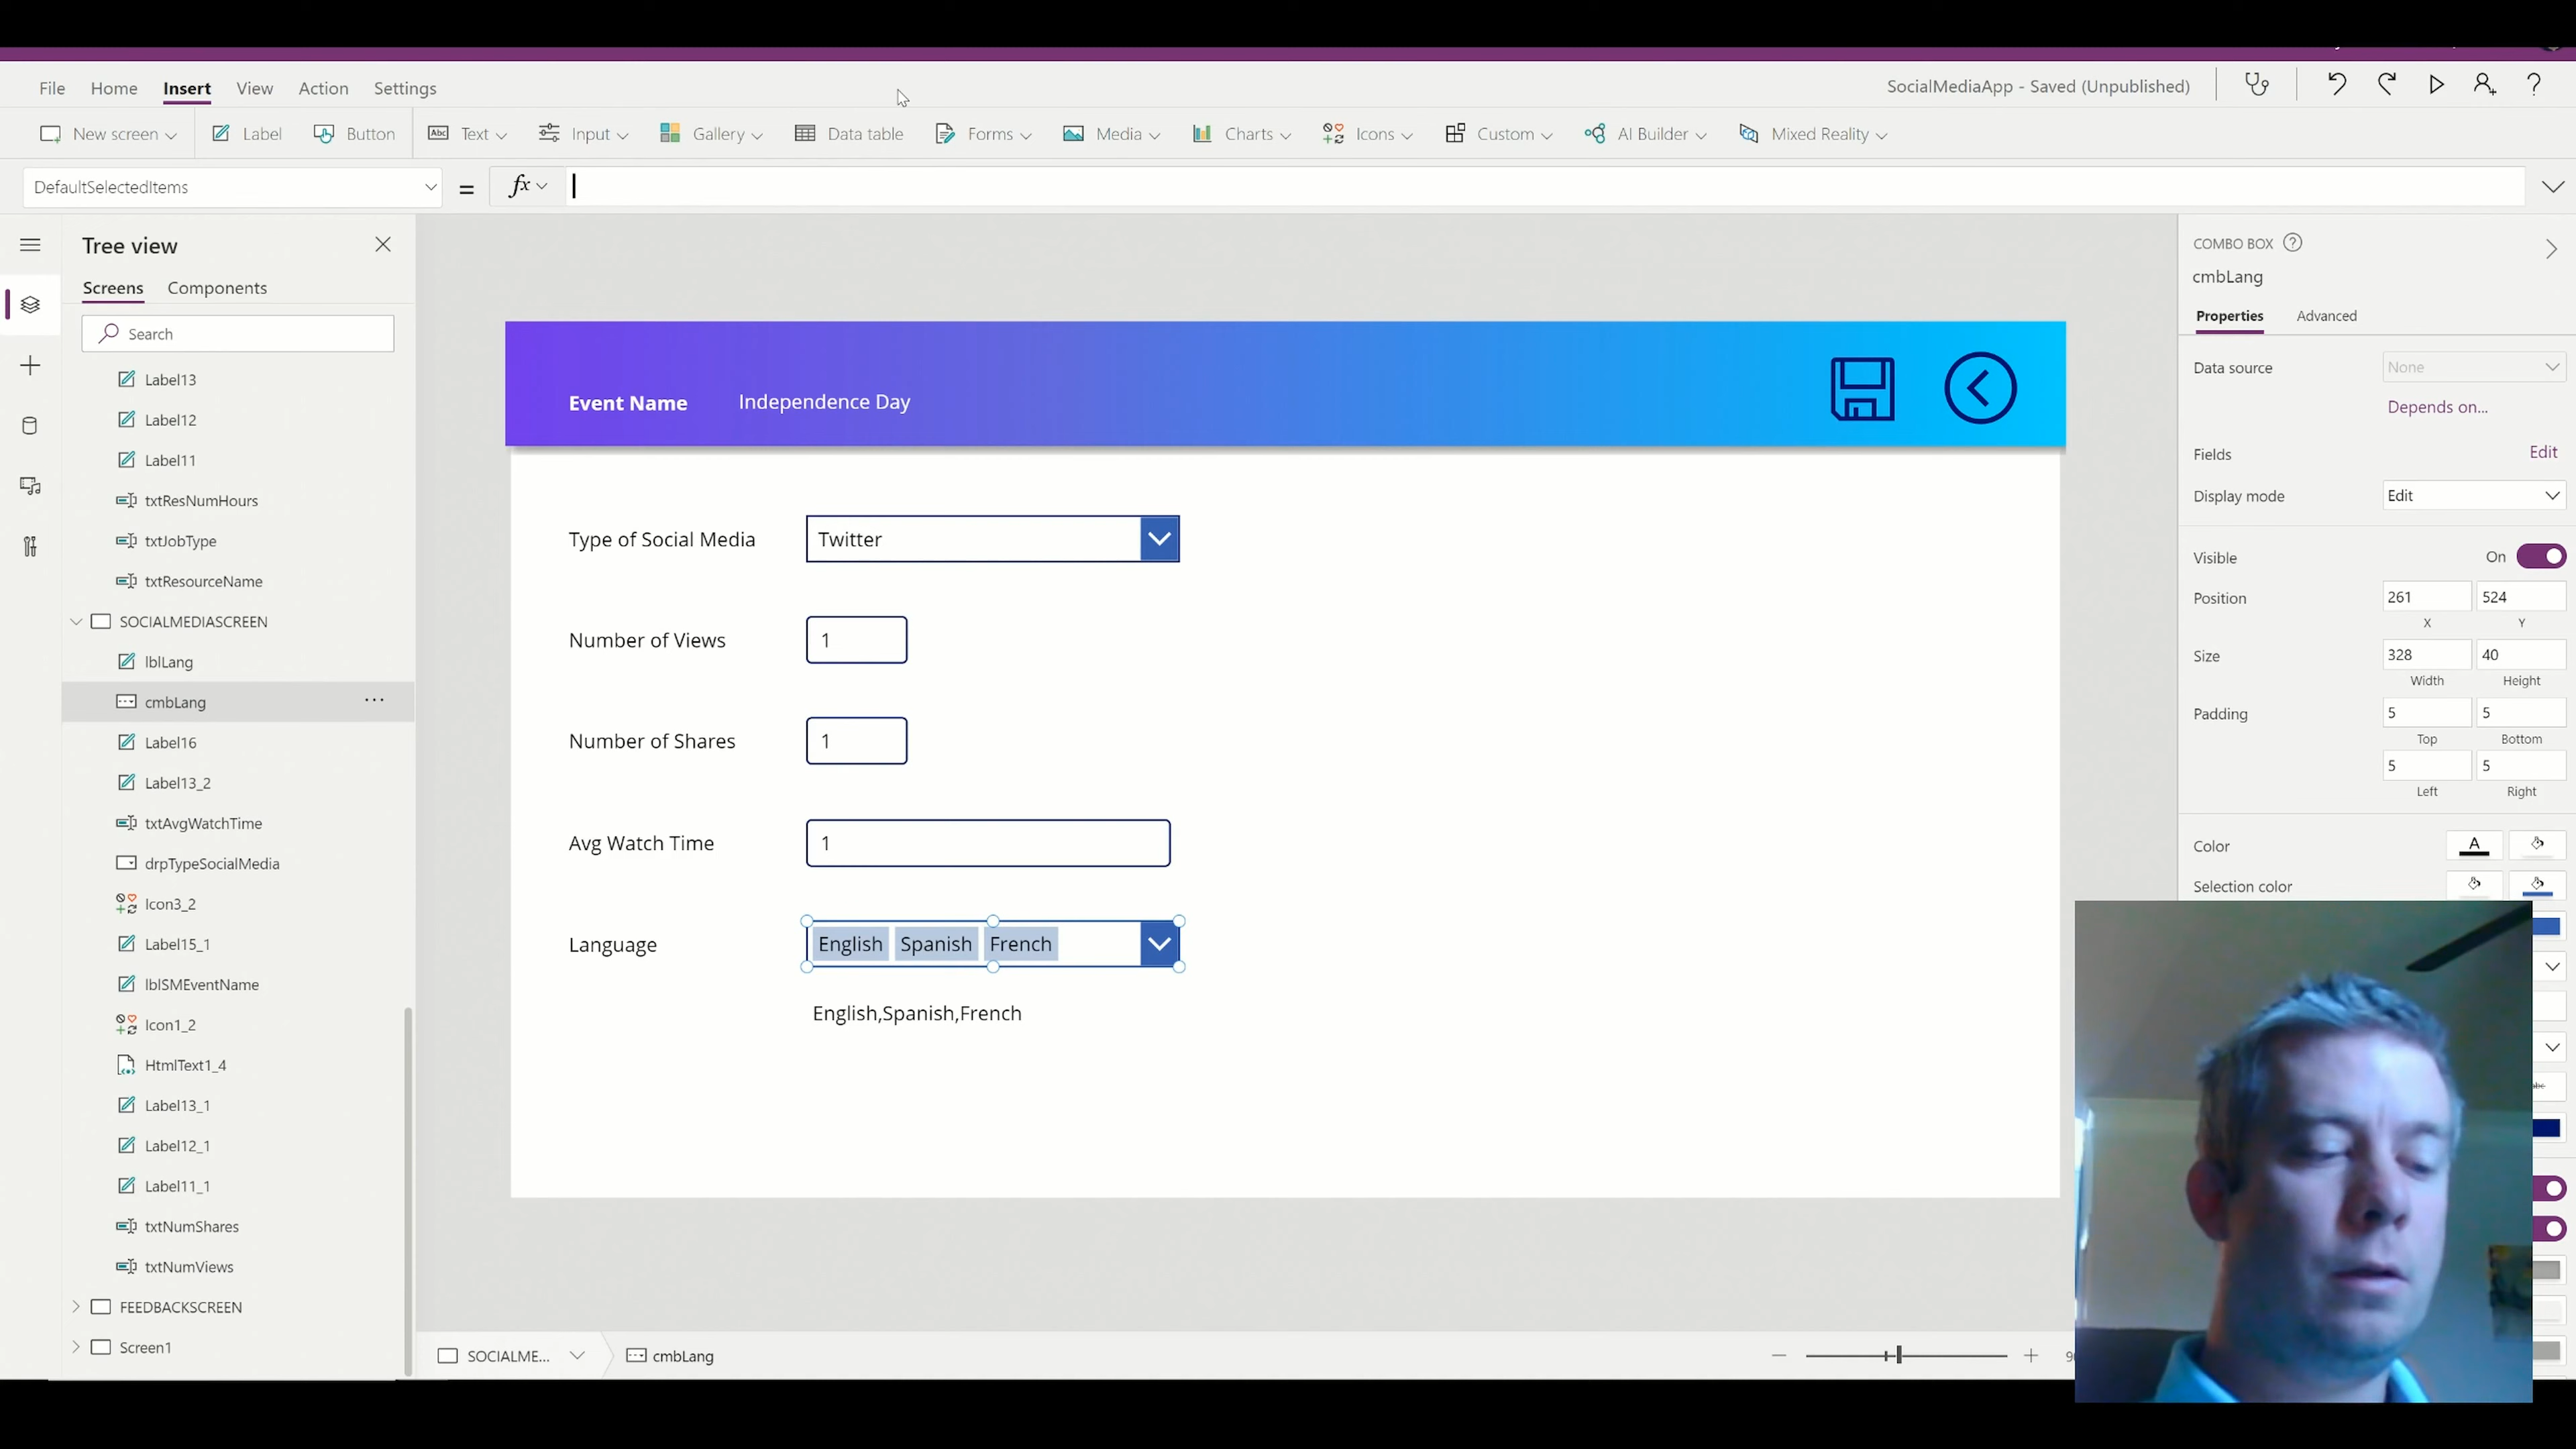 File Home Insert View Action Settings
SocialMediaApp - Saved (Unpublished)
New screen Label Button Abc Text Input Gallery Data table Forms Media Charts Icons Custom AI Builder Mixed Reality
DefaultSelectedItems = fx
Tree view
Screens Components
Search
Label13
Label12
Label11
txtResNumHours
txtJobType
txtResourceName
SOCIALMEDIASCREEN
lblLang
cmbLang ...
Label16
Label13_2
txtAvgWatchTime
drpTypeSocialMedia
Icon3_2
Label15_1
lblSMEventName
Icon1_2
HtmlText1_4
Label13_1
Label12_1
Label11_1
txtNumShares
txtNumViews
FEEDBACKSCREEN
Screen1
Event Name Independence Day
Type of Social Media Twitter
Number of Views 1
Number of Shares 1
Avg Watch Time 1
Language English Spanish French
English,Spanish,French
SOCIALME... cmbLang
COMBO BOX ?
cmbLang
Properties Advanced
Data source None
Depends on...
Fields Edit
Display mode Edit
Visible On
Position 261 524
X Y
Size 328 40
Width Height
Padding 5 5
Top Bottom
5 5
Left Right
Color A
Selection color